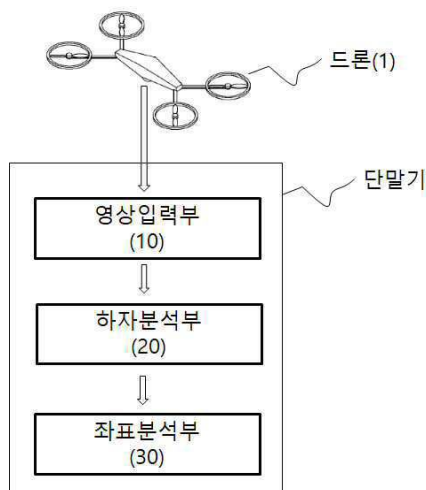 드론(1)
단말기
영상입력부
(10)
하자분석부
(20)
좌표분석부
(30)